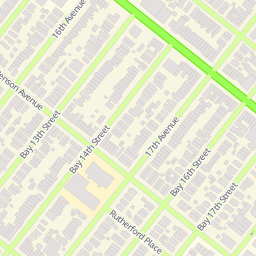 16th Avenue
enson Avenue
Bay 13th Street
Bay 14th Street
17th Avenue
Bay 16th Street
Bay 17th Street
Rutherford Place